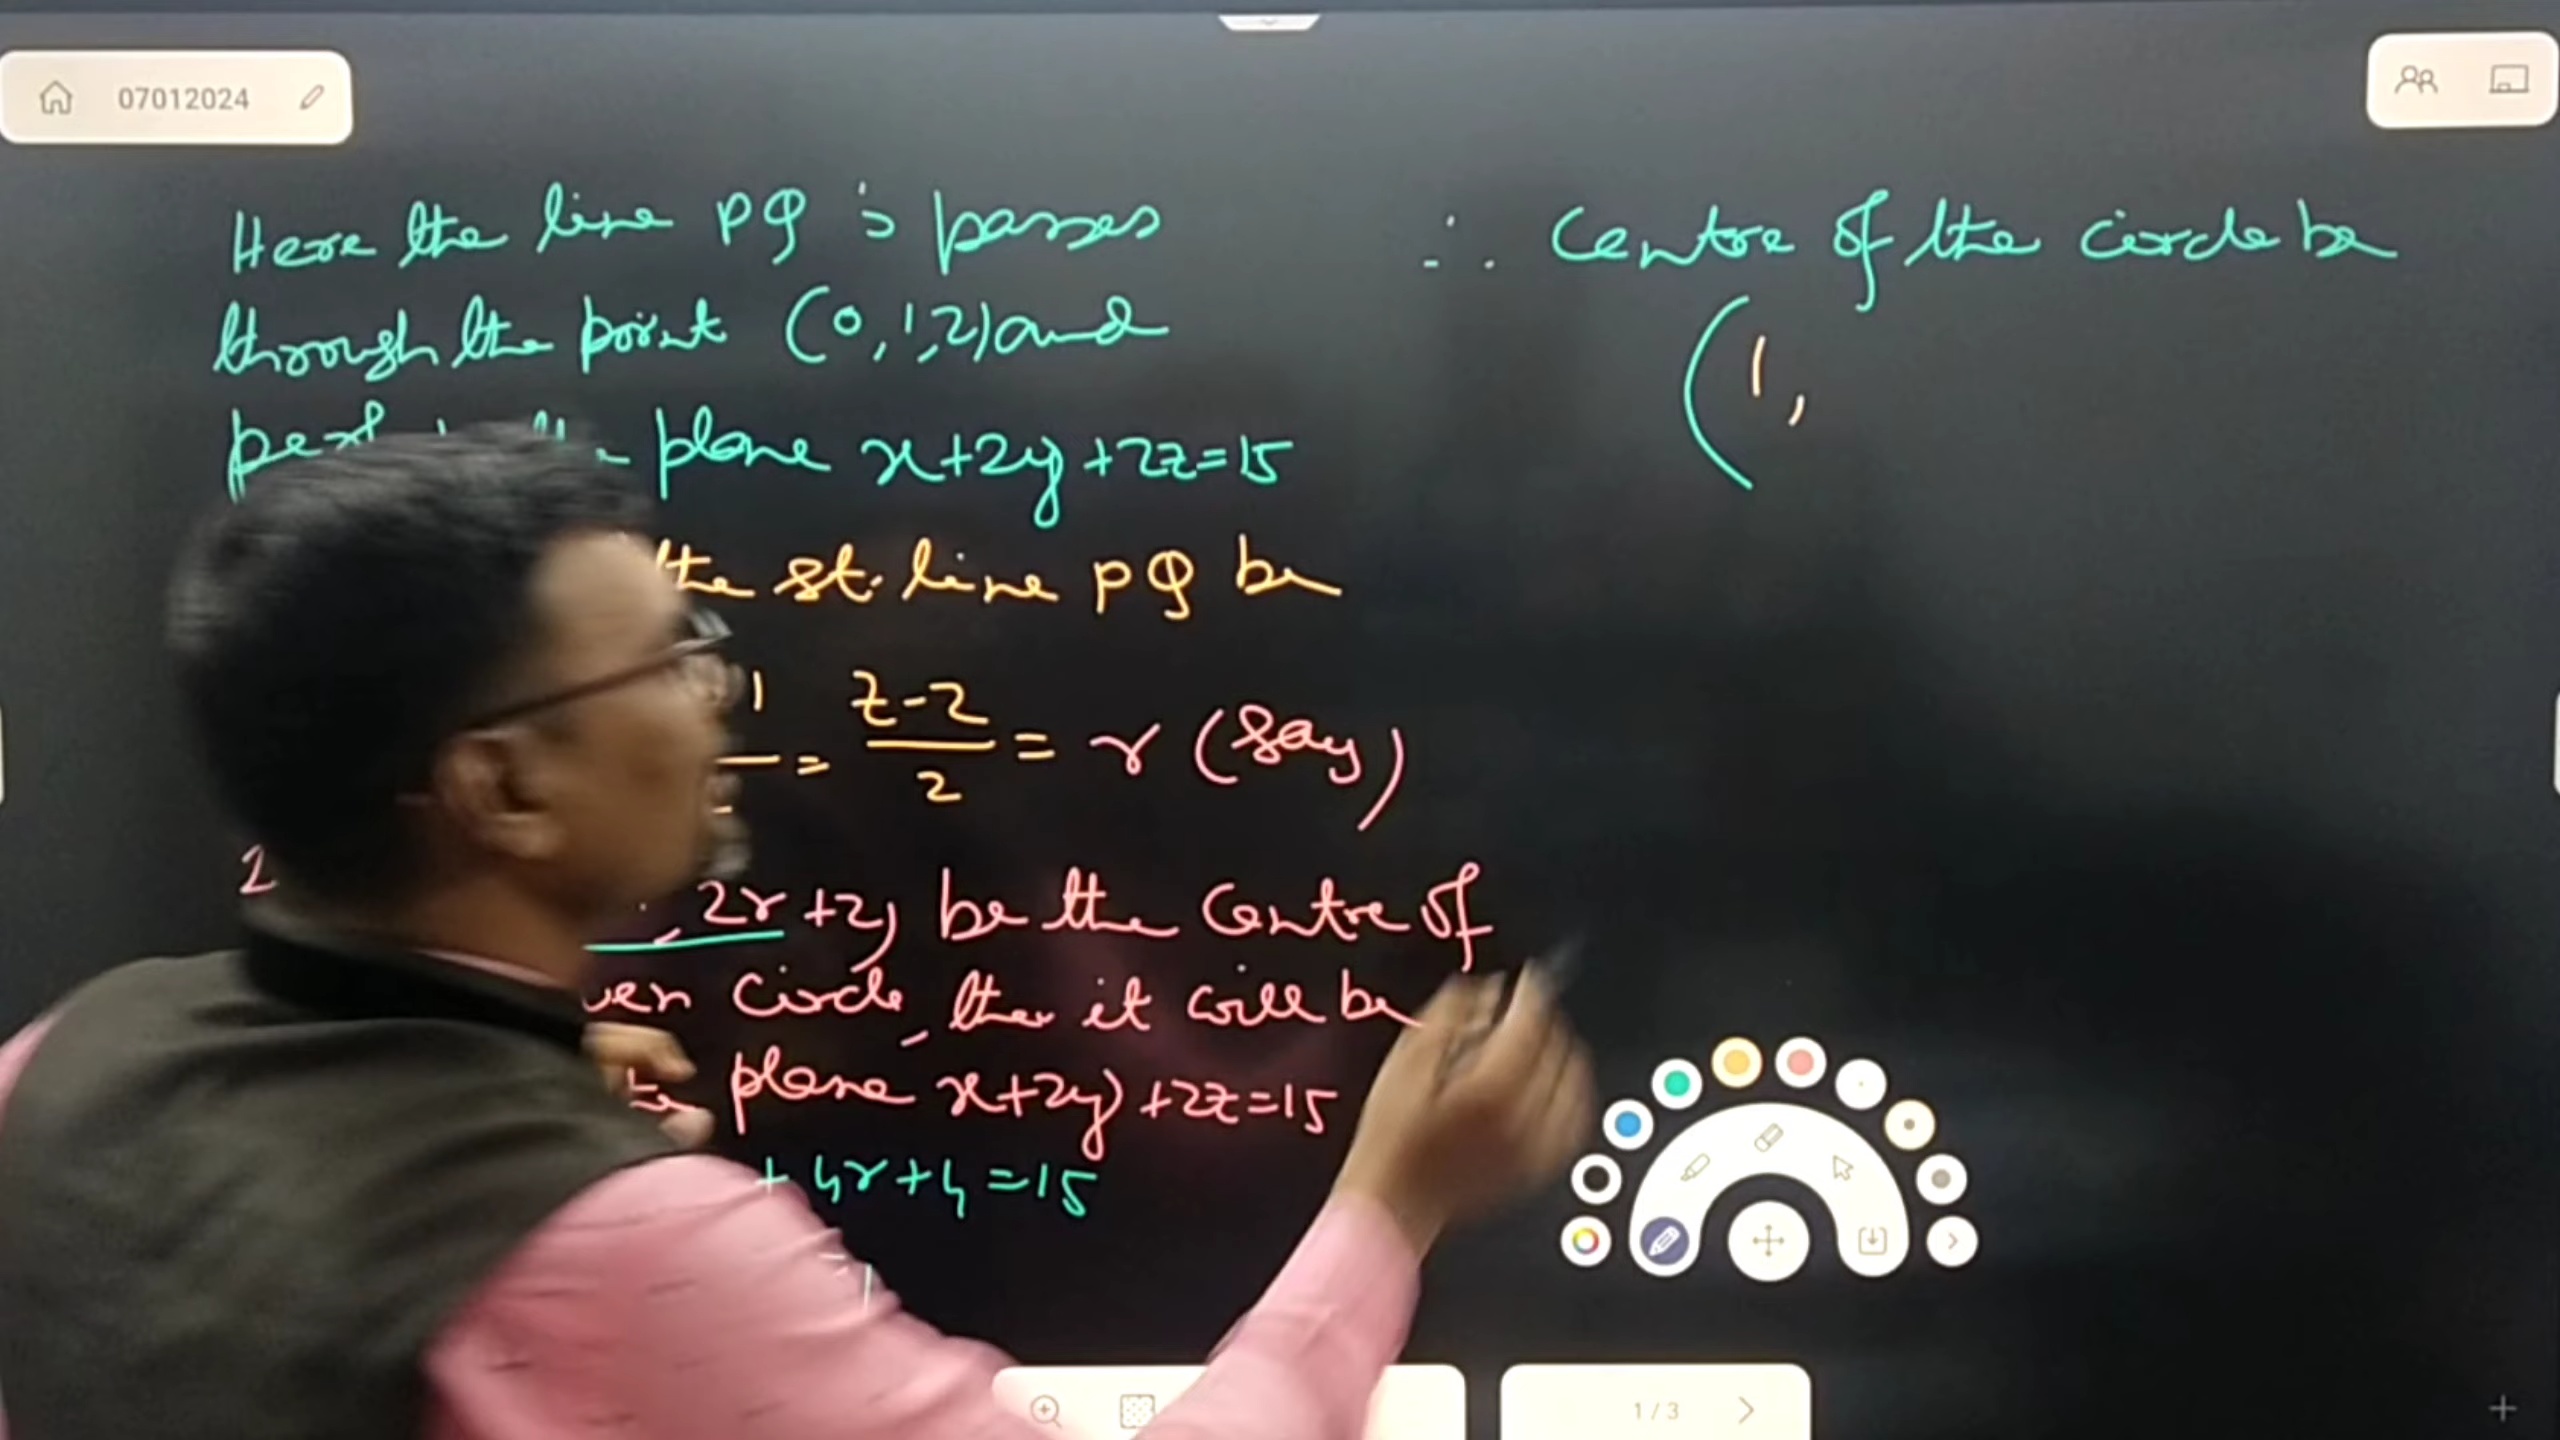 07012024
Here the line PQ is passes
through the point (0,1,2) and
plane x+2y+2z=15
the st. line PQ be
1 = z-2/2 = r (say)
2r+2) be the centre of
circle, then it will be
plane x+2y+2z=15
+4r+4=15
∴ Centre of the circle be
(1,
1/3